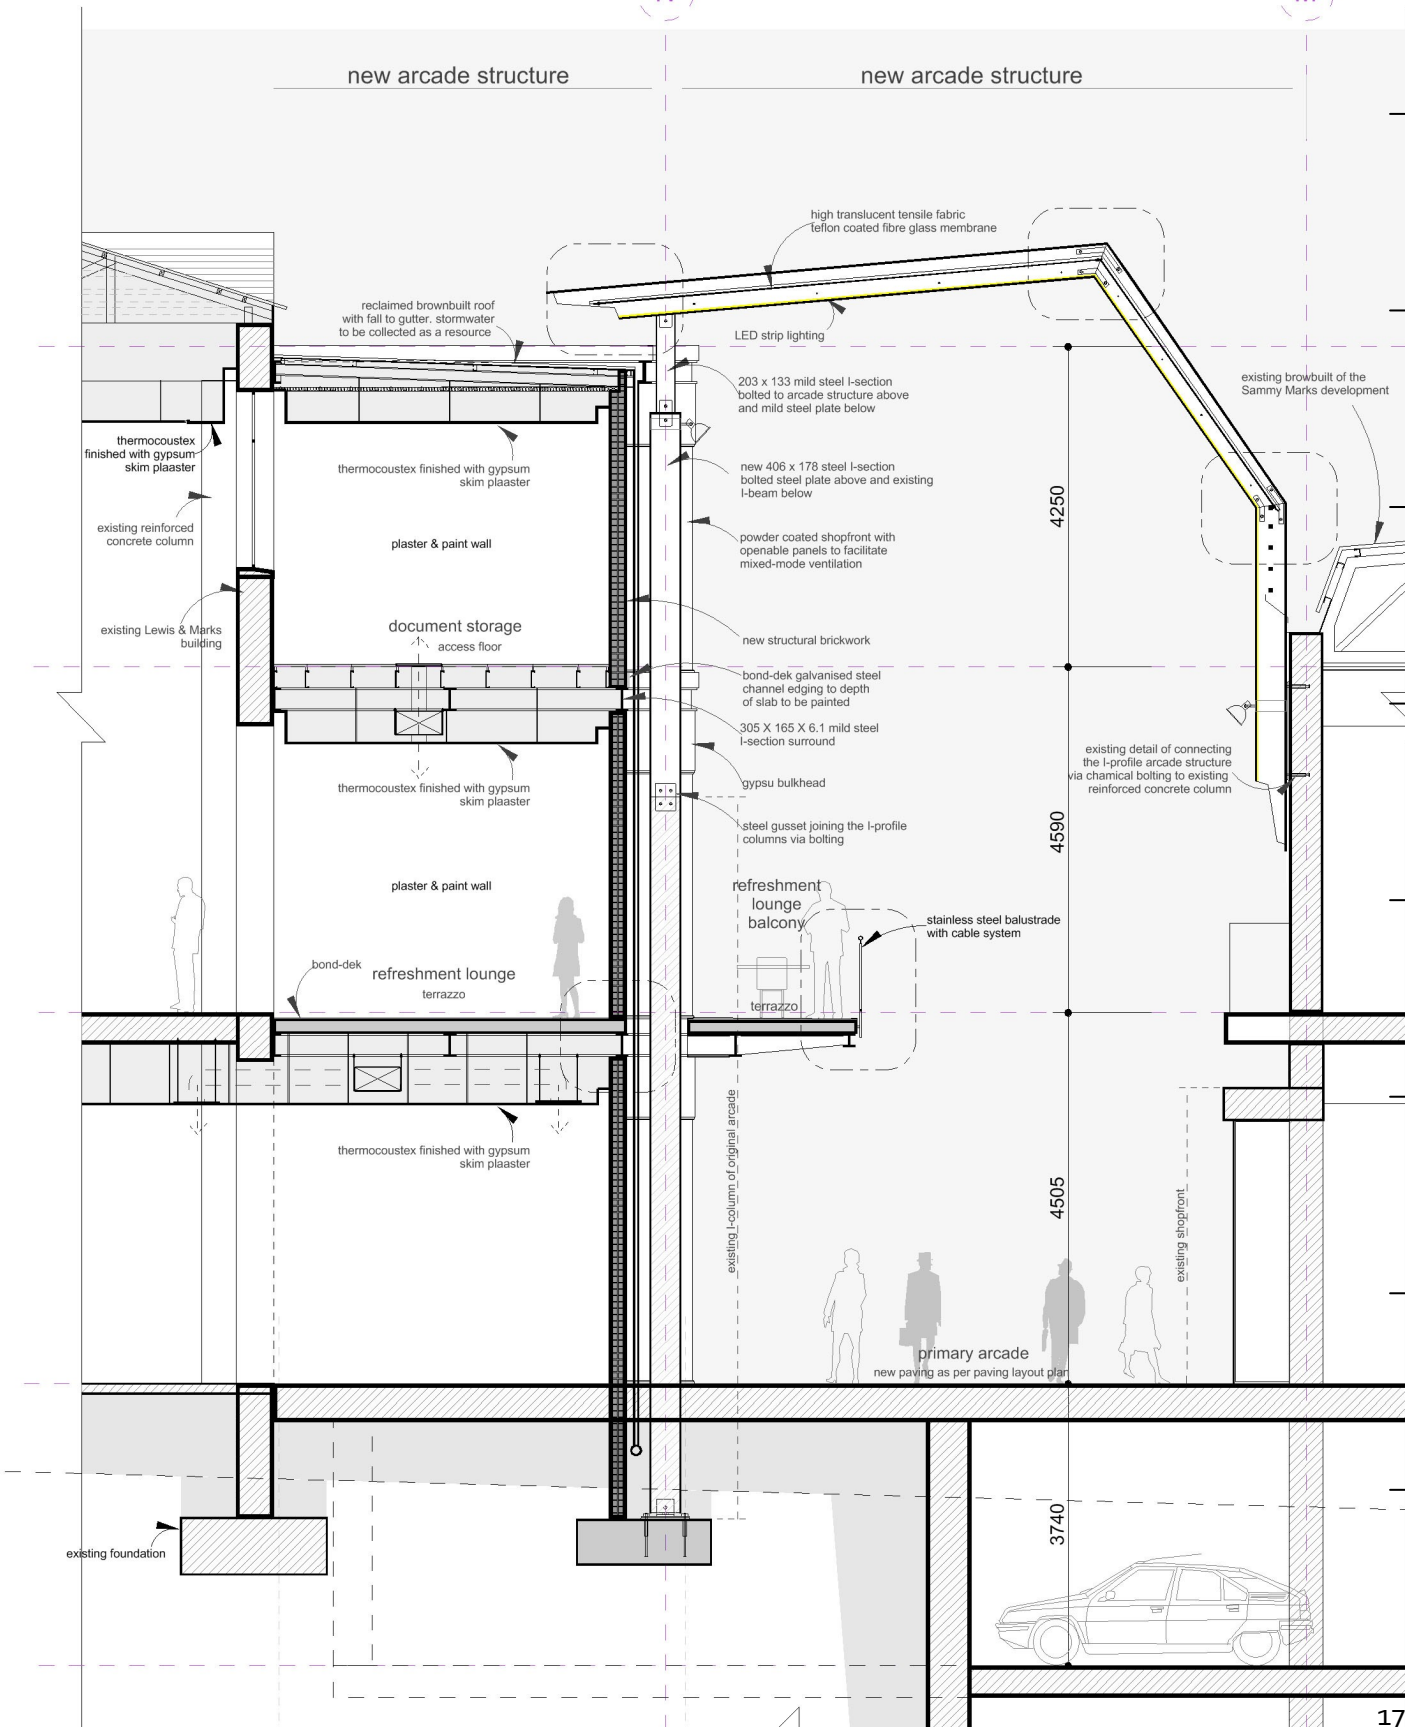 new arcade structure
new arcade structure
high translucent tensile fabric
teflon coated fibre glass membrane
reclaimed brownbuilt roof
with fall to gutter. stormwater
to be collected as a resource
LED strip lighting
203 x 133 mild steel I-section
bolted to arcade structure above
and mild steel plate below
existing browbuilt of the
Sammy Marks development
thermocoustex
finished with gypsum
skim plaaster
thermocoustex finished with gypsum
skim plaaster
new 406 x 178 steel I-section
bolted steel plate above and existing
I-beam below
4250
existing reinforced
concrete column
plaster & paint wall
powder coated shopfront with
openable panels to facilitate
mixed-mode ventilation
existing Lewis & Marks
building
document storage
access floor
new structural brickwork
bond-dek galvanised steel
channel edging to depth
of slab to be painted
305 X 165 X 6.1 mild steel
I-section surround
existing detail of connecting
the I-profile arcade structure
via chamical bolting to existing
reinforced concrete column
thermocoustex finished with gypsum
skim plaaster
gypsu bulkhead
steel gusset joining the I-profile
columns via bolting
4590
plaster & paint wall
refreshment
lounge
balcony
stainless steel balustrade
with cable system
bond-dek
refreshment lounge
terrazzo
terrazzo
thermocoustex finished with gypsum
skim plaaster
existing I-column of original arcade
4505
existing shopfront
primary arcade
new paving as per paving layout plan
3740
existing foundation
17